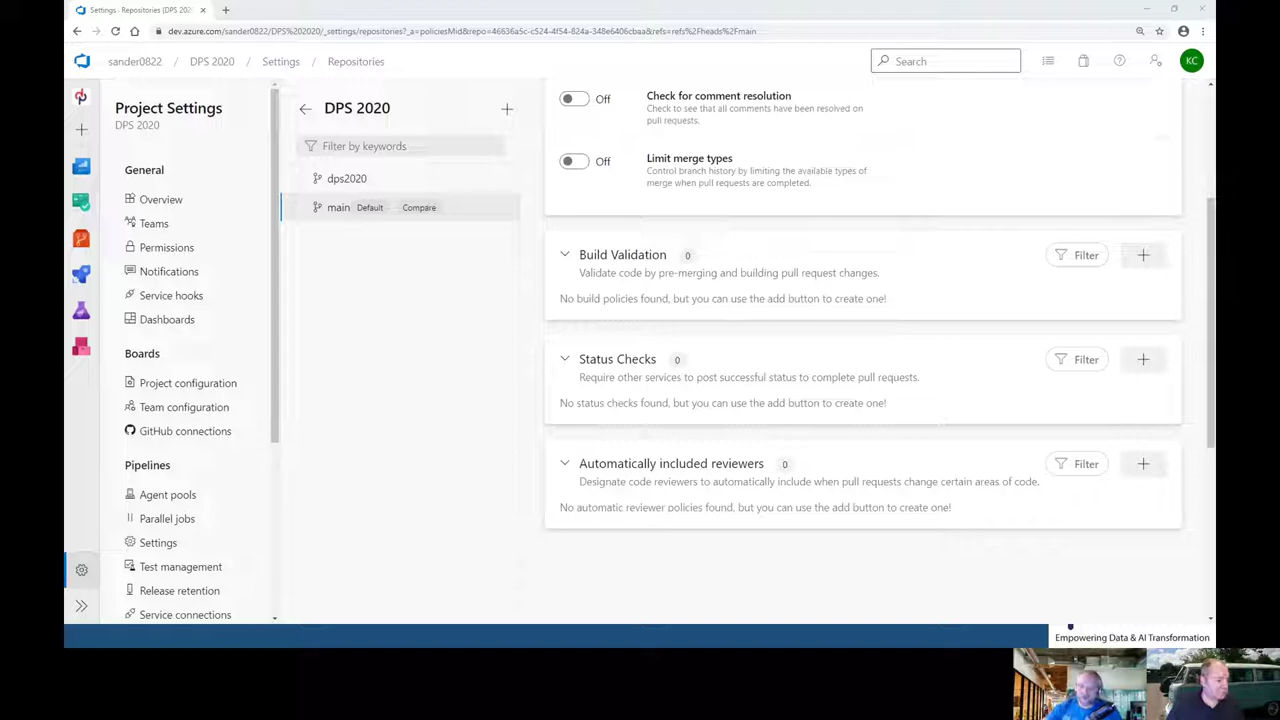 Settings · Repositories (DPS 202
dev.azure.com/sander0822/DPS%202020/_settings/repositories?_a=policiesMid&repo=46636a5c-c524-4f54-824a-348e6406cbaa&refs=refs%2Fheads%2Fmain
sander0822 / DPS 2020 / Settings / Repositories
Search
KC
Project Settings
DPS 2020
General
Overview
Teams
Permissions
Notifications
Service hooks
Dashboards
Boards
Project configuration
Team configuration
GitHub connections
Pipelines
Agent pools
Parallel jobs
Settings
Test management
Release retention
Service connections
DPS 2020
Filter by keywords
dps2020
main Default Compare
Off
Check for comment resolution
Check to see that all comments have been resolved on
pull requests.
Off
Limit merge types
Control branch history by limiting the available types of
merge when pull requests are completed.
Build Validation 0
Filter
Validate code by pre-merging and building pull request changes.
No build policies found, but you can use the add button to create one!
Status Checks 0
Filter
Require other services to post successful status to complete pull requests.
No status checks found, but you can use the add button to create one!
Automatically included reviewers 0
Filter
Designate code reviewers to automatically include when pull requests change certain areas of code.
No automatic reviewer policies found, but you can use the add button to create one!
Empowering Data & AI Transformation